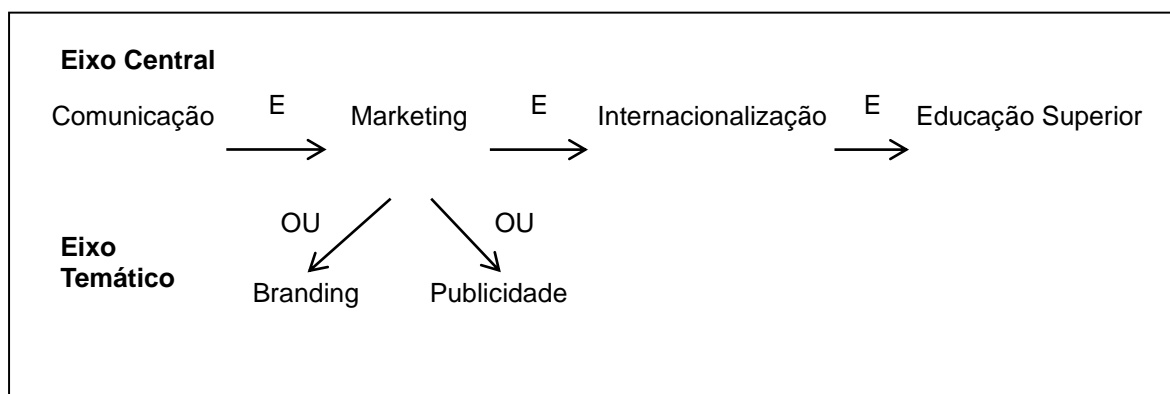 Eixo Central
E E E
Comunicação Marketing Internacionalização Educação Superior
OU OU
Eixo
Temático
Branding Publicidade